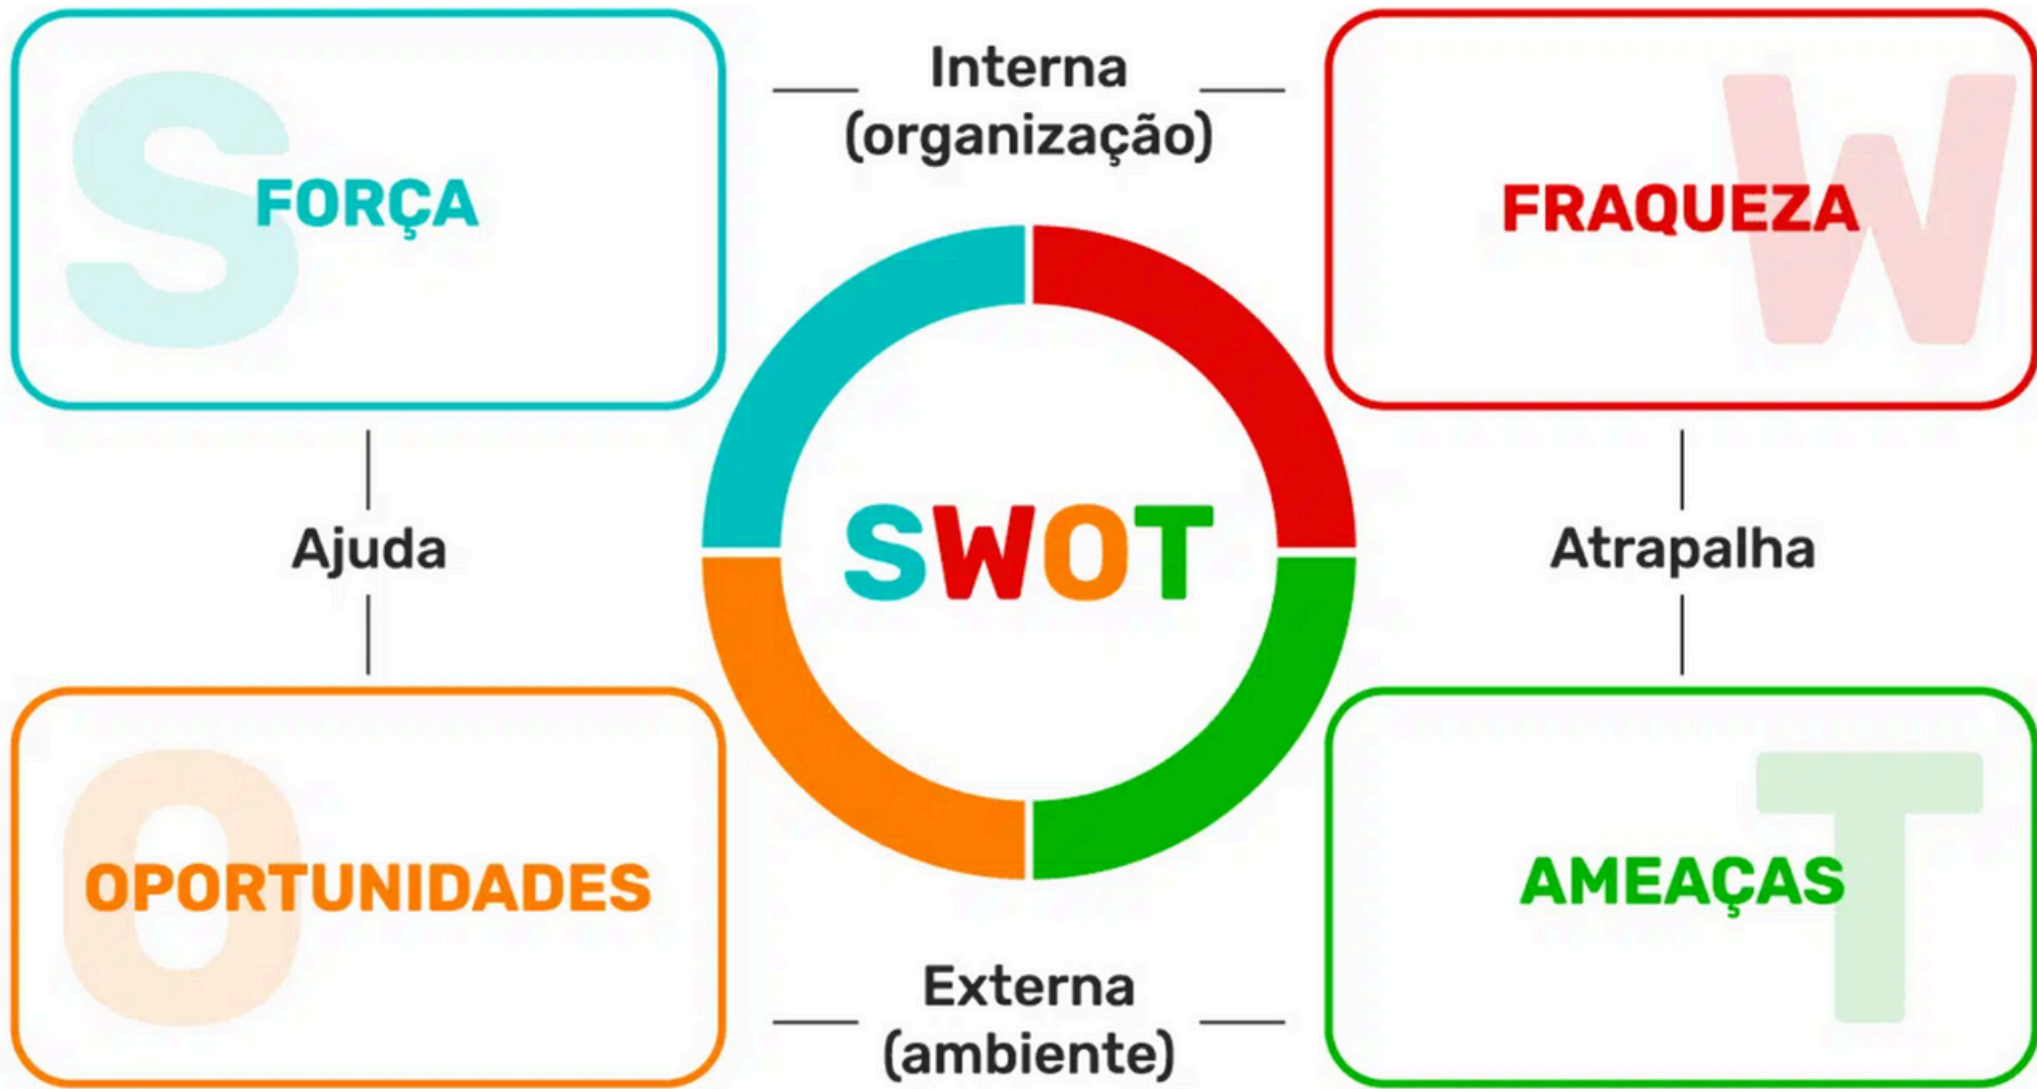 S
FORÇA
Interna
(organização)
W
FRAQUEZA
Ajuda
SWOT
Atrapalha
O
OPORTUNIDADES
Externa
(ambiente)
T
AMEAÇAS